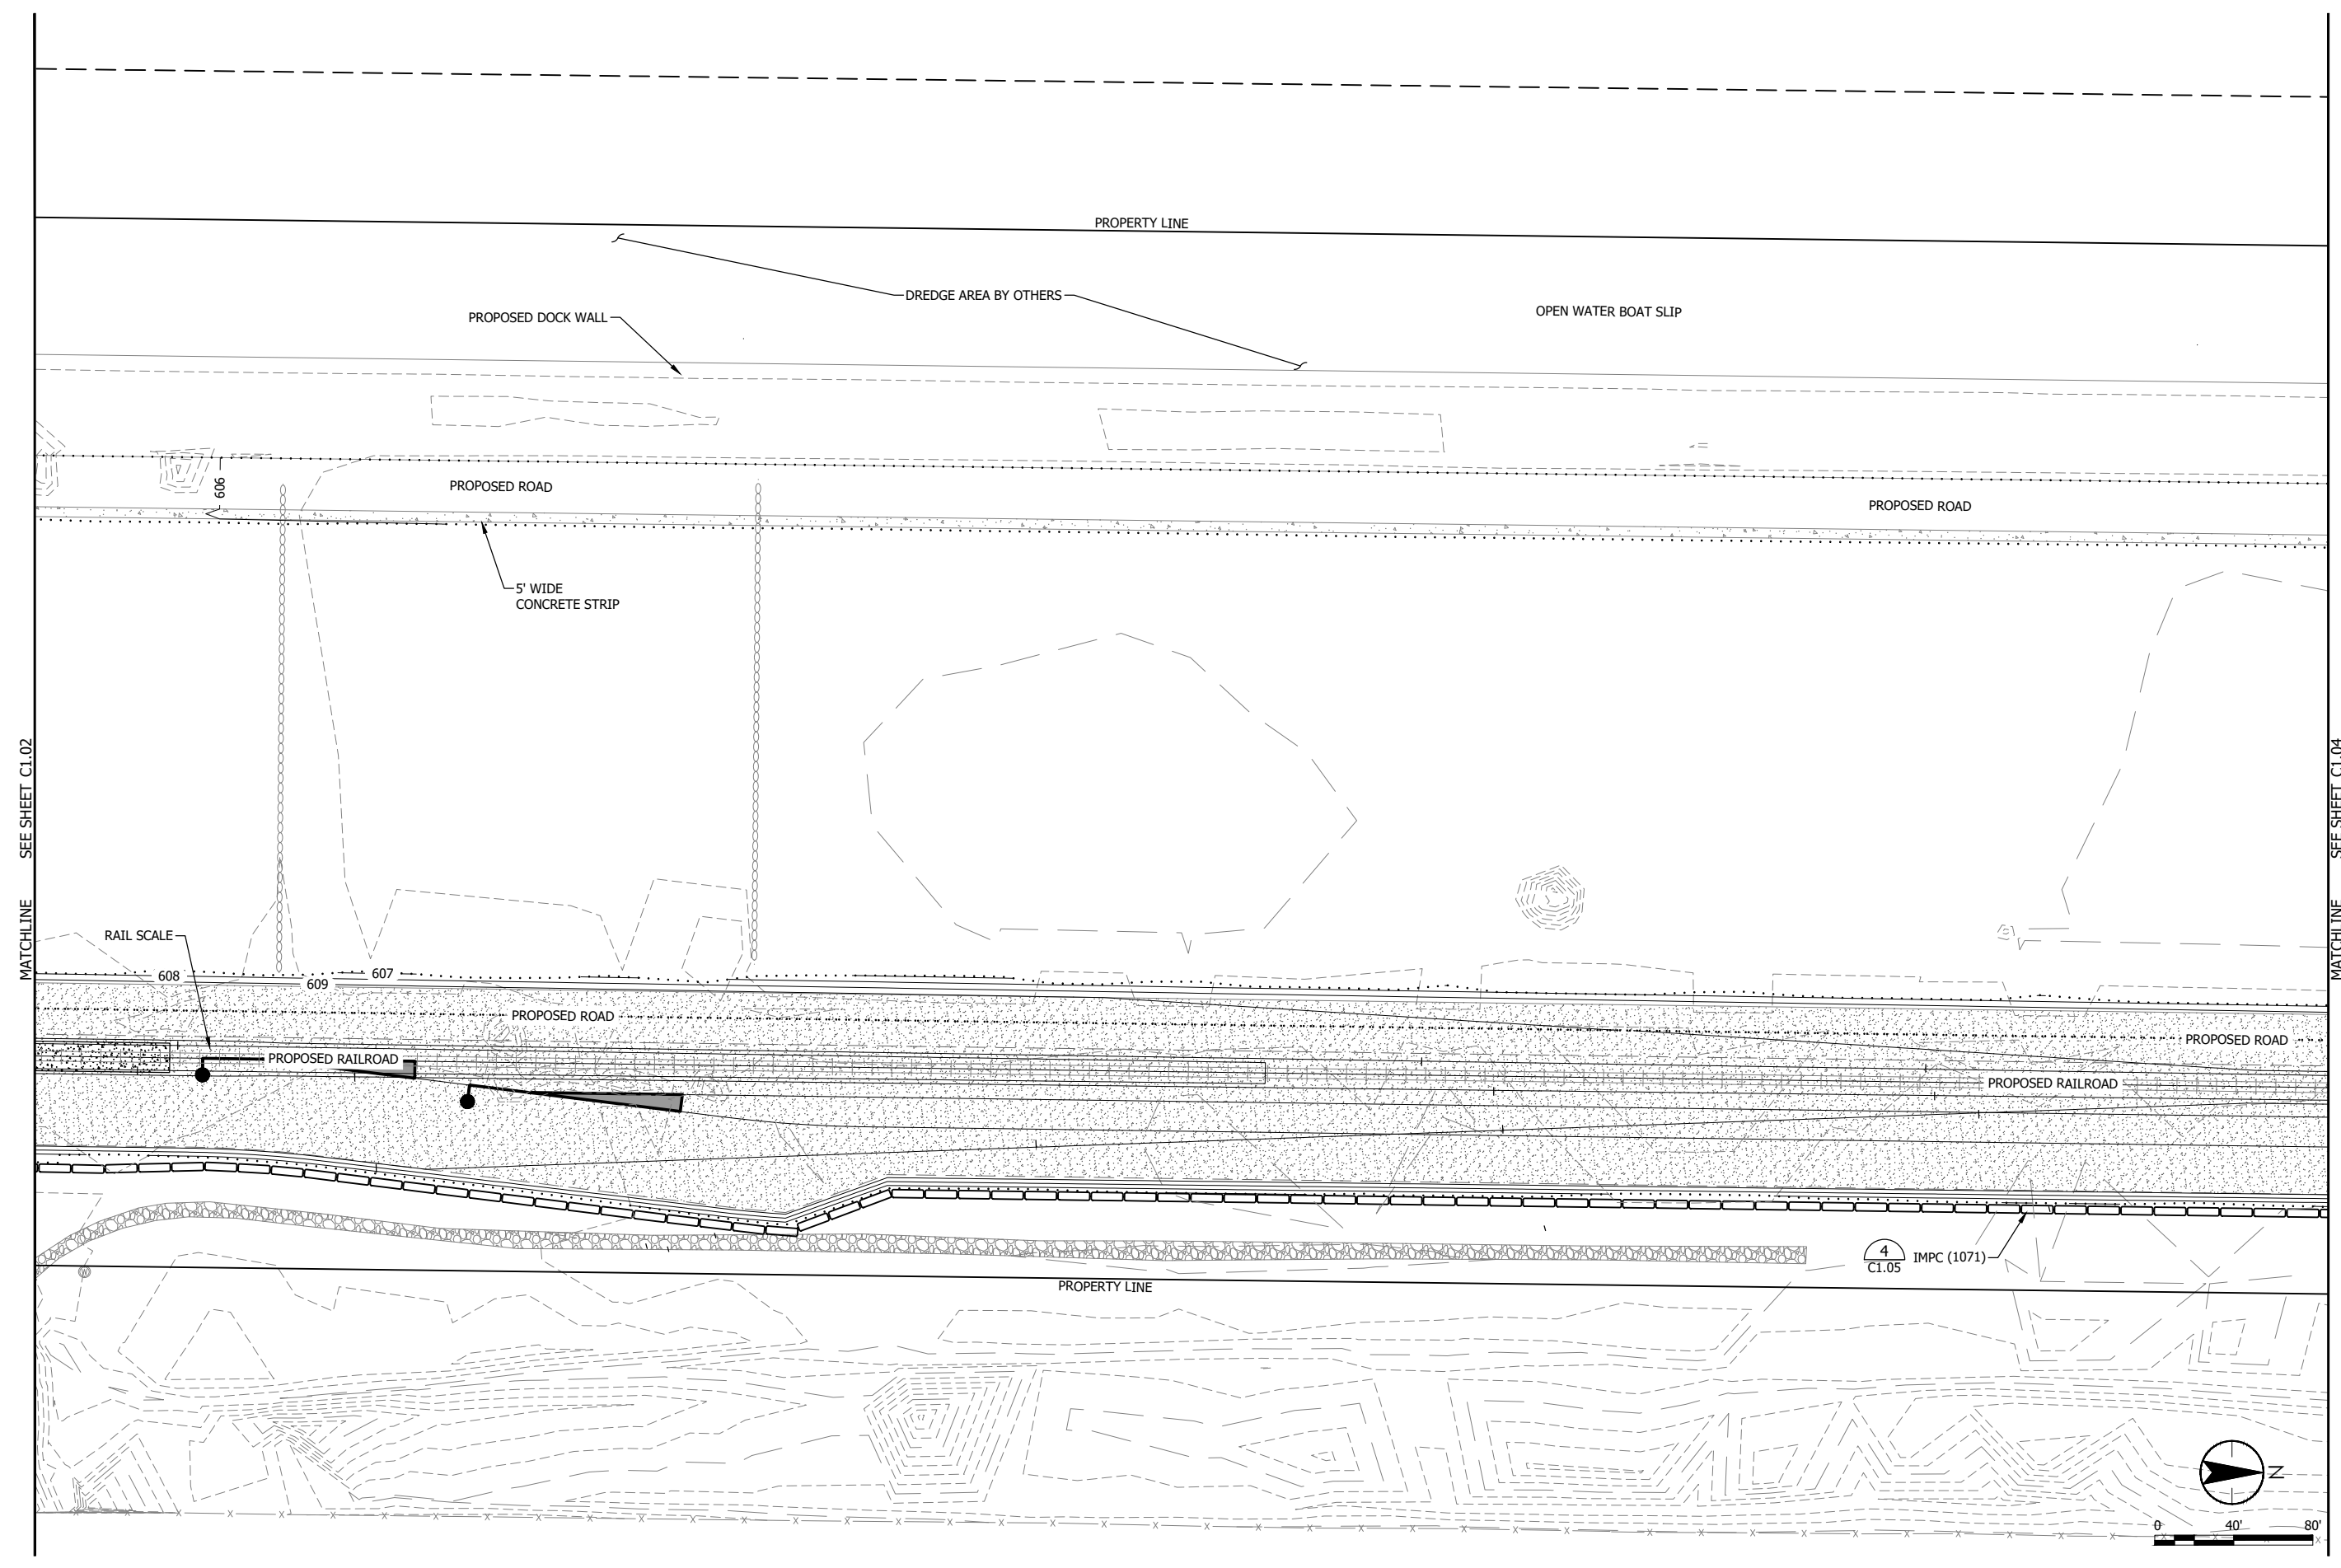 PROPERTY LINE
DREDGE AREA BY OTHERS
OPEN WATER BOAT SLIP
PROPOSED DOCK WALL
606
PROPOSED ROAD
PROPOSED ROAD
5' WIDE
CONCRETE STRIP
MATCHLINE SEE SHEET C1.02
MATCHLINE SEE SHEET C1.04
RAIL SCALE
608
607
609
PROPOSED ROAD
PROPOSED ROAD
PROPOSED RAILROAD
PROPOSED RAILROAD
4
C1.05
IMPC (1071)
W
PROPERTY LINE
N
0 40' 80'